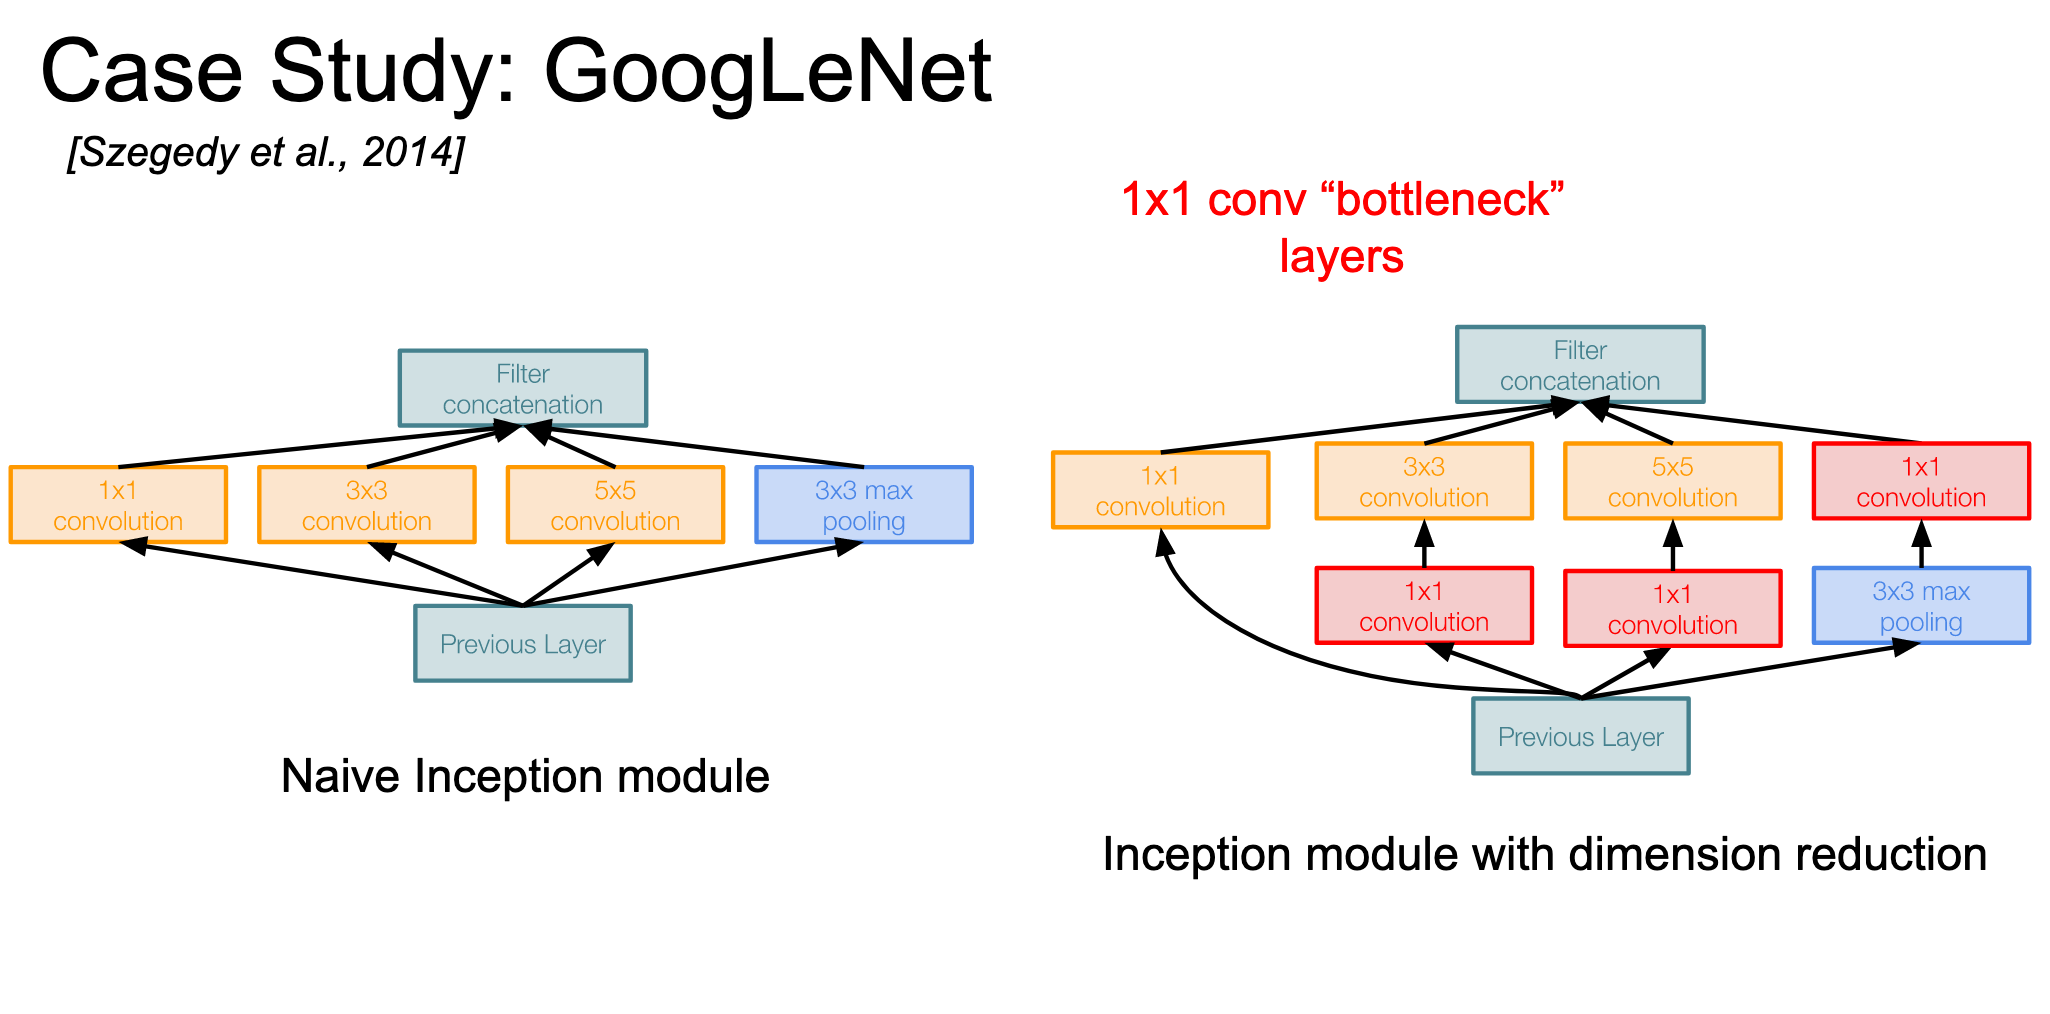 Case Study: GoogLeNet
[Szegedy et al., 2014]
1x1 conv “bottleneck”
layers
Filter
concatenation
1x1
convolution
3x3
convolution
5x5
convolution
3x3 max
pooling
Previous Layer
Naive Inception module
Filter
concatenation
1x1
convolution
3x3
convolution
5x5
convolution
1x1
convolution
1x1
convolution
1x1
convolution
3x3 max
pooling
Previous Layer
Inception module with dimension reduction